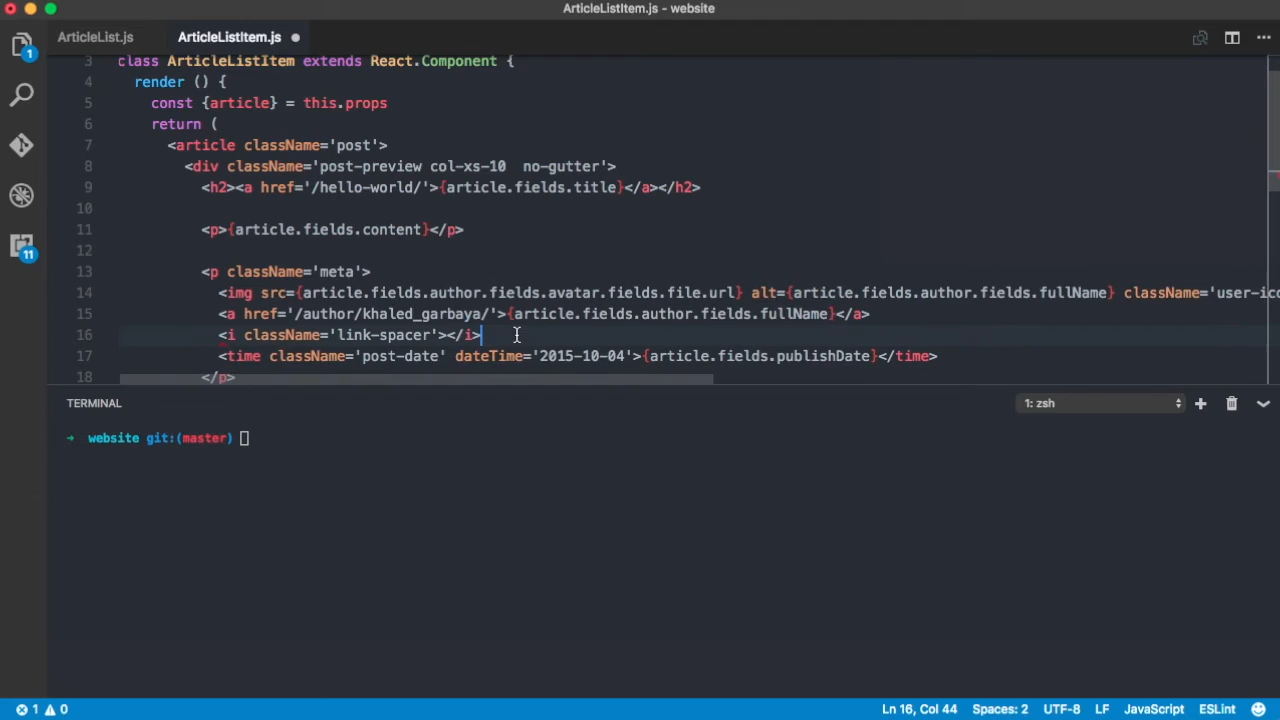 ArticleListItem.js - website
ArticleList.js
ArticleListItem.js
3 class ArticleListItem extends React.Component {
4 render () {
5 const {article} = this.props
6 return (
7 <article className='post'>
8 <div className='post-preview col-xs-10  no-gutter'>
9 <h2><a href='/hello-world/'>{article.fields.title}</a></h2>
10
11 <p>{article.fields.content}</p>
12
13 <p className='meta'>
14 <img src={article.fields.author.fields.avatar.fields.file.url} alt={article.fields.author.fields.fullName} className='user-ico
15 <a href='/author/khaled_garbaya/'>{article.fields.author.fields.fullName}</a>
16 <i className='link-spacer'></i>
17 <time className='post-date' dateTime='2015-10-04'>{article.fields.publishDate}</time>
18 </p>
1
11
TERMINAL
1: zsh
→ website git:(master)
1 0
Ln 16, Col 44
Spaces: 2
UTF-8
LF
JavaScript
ESLint